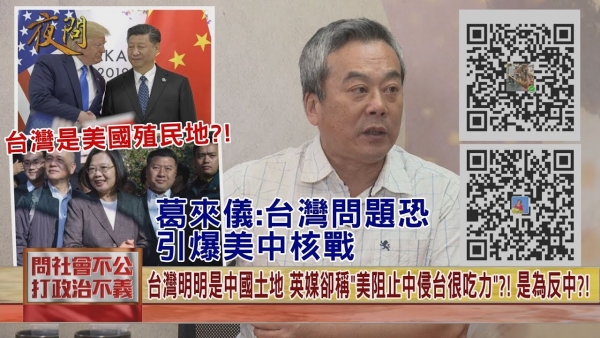 夜問
KA
2019
台灣是美國殖民地?!
葛來儀:台灣問題恐
引爆美中核戰
問社會不公
打政治不義
台灣明明是中國土地 英媒卻稱"美阻止中侵台很吃力"?! 是為反中?!